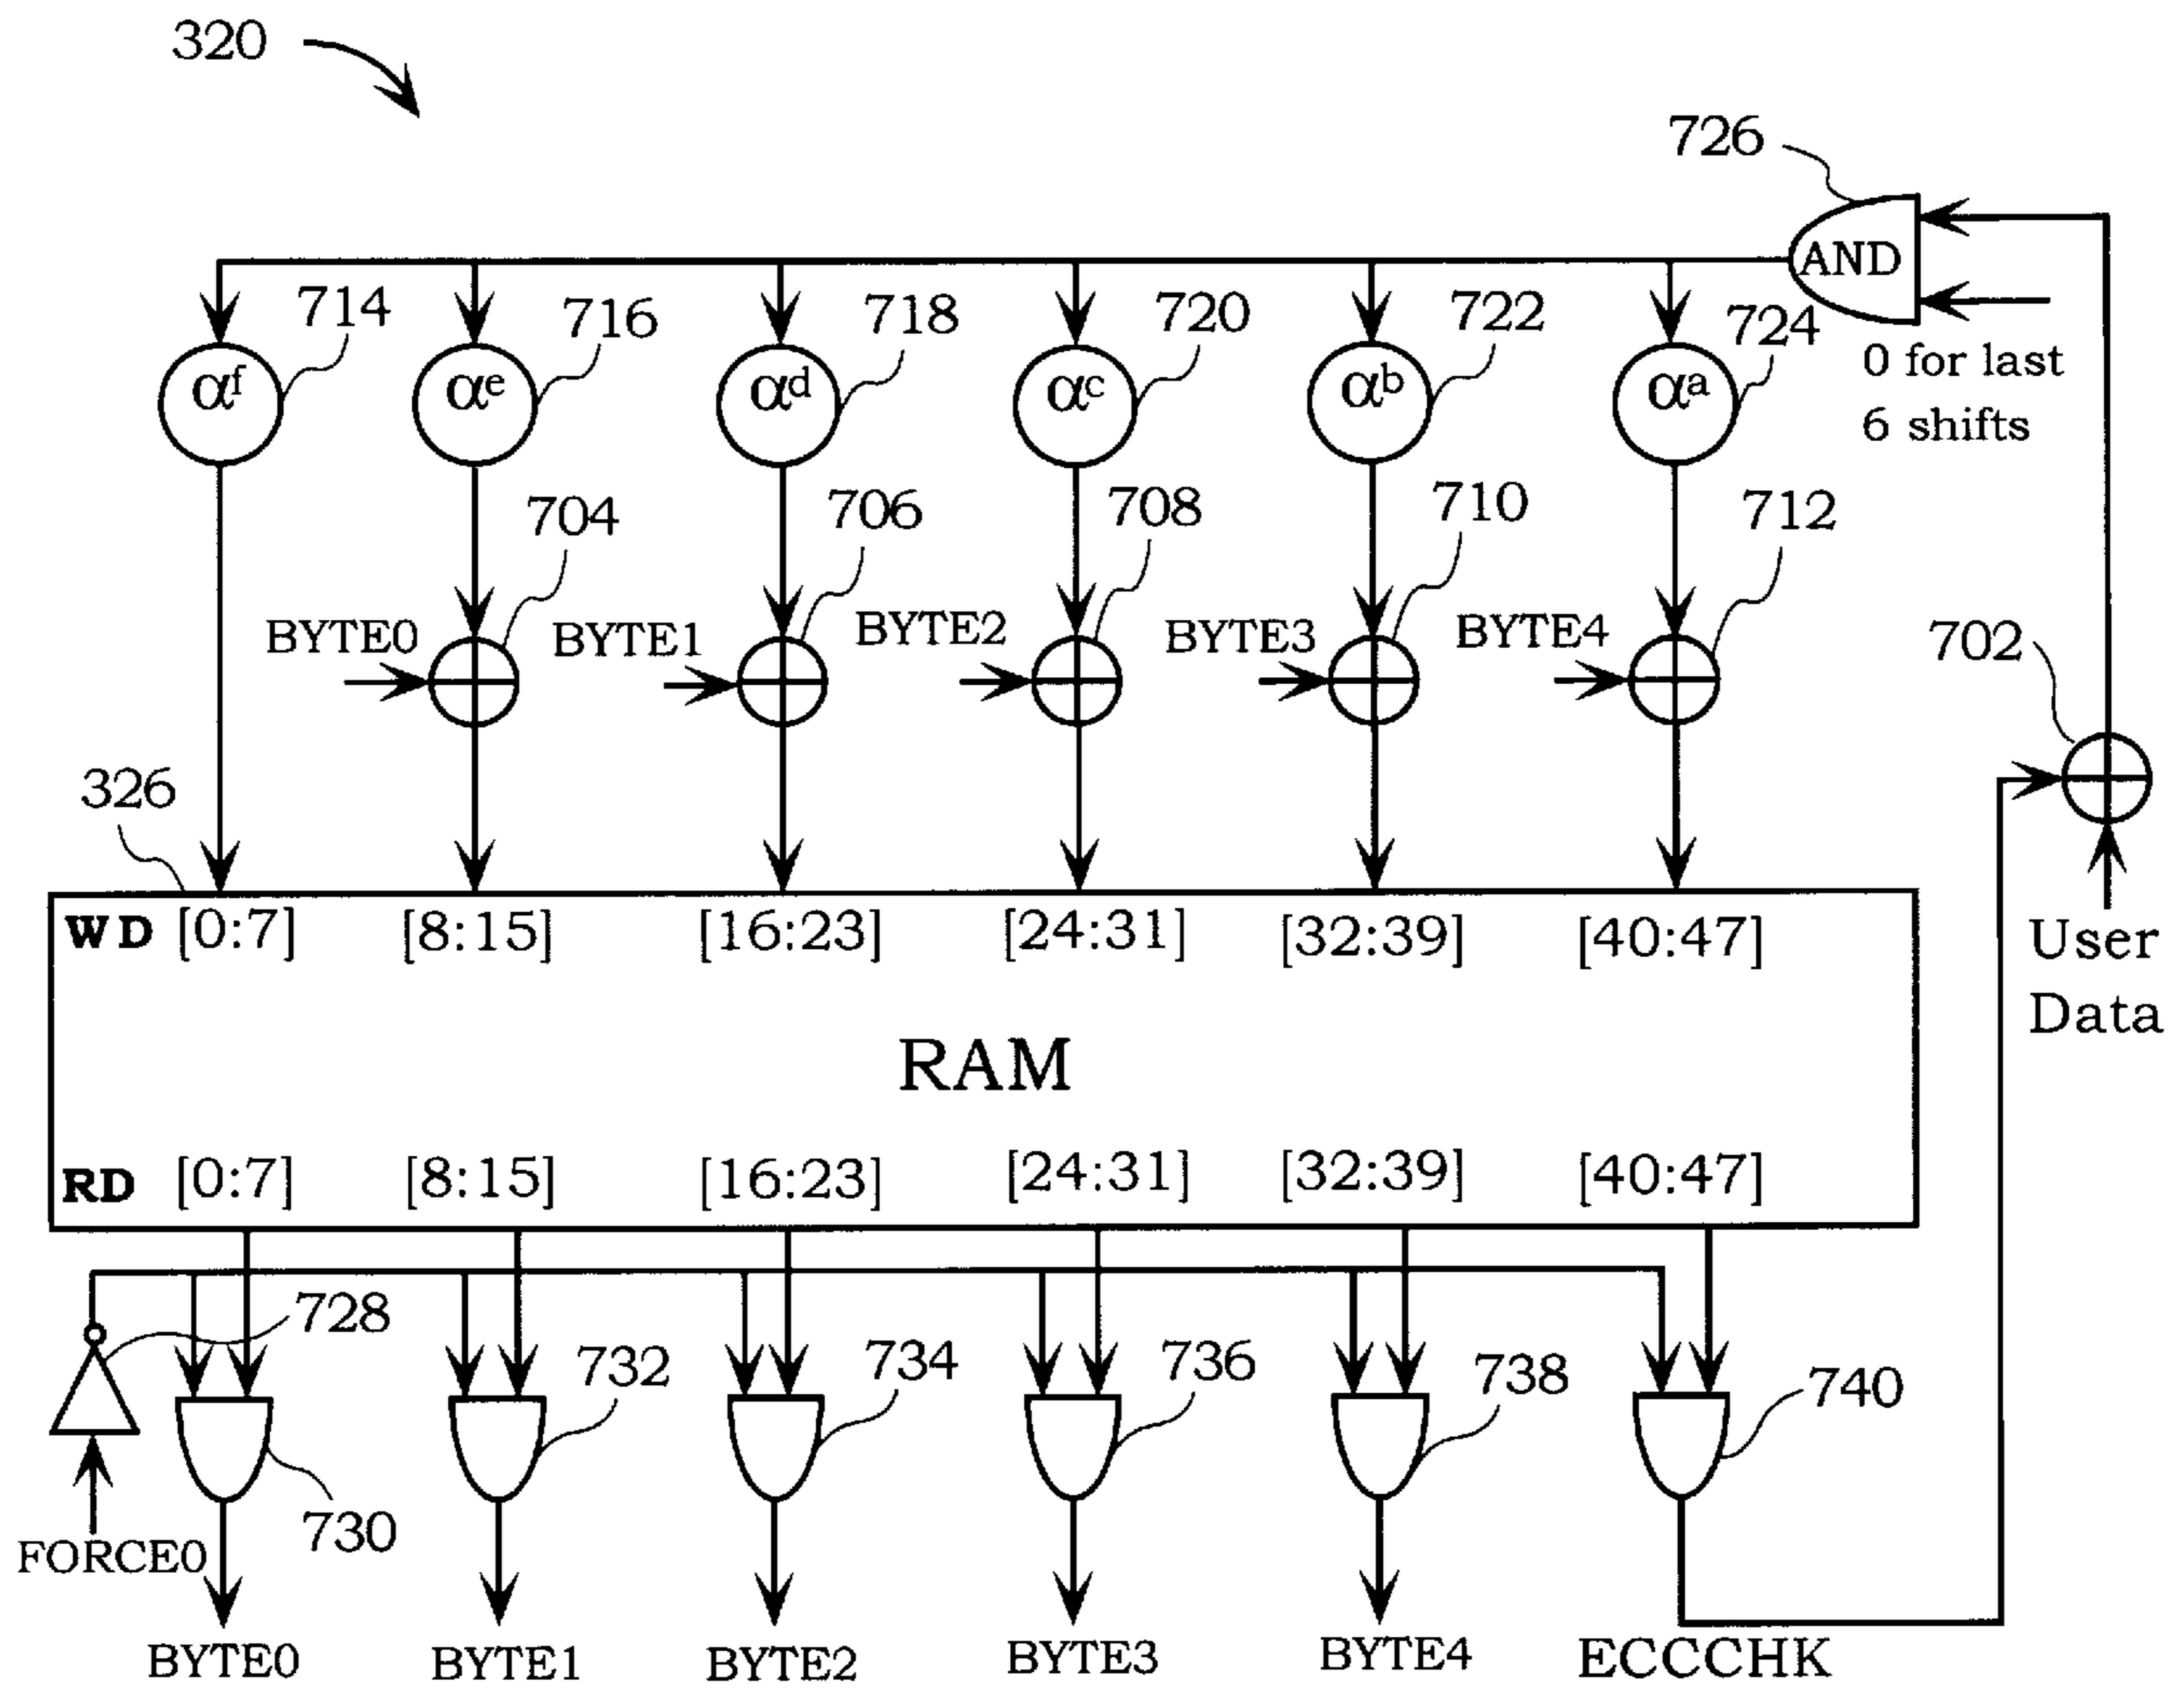 320
726
AND
714
716
718
720
722
724
αf
αe
αd
αc
αb
αa
0 for last
6 shifts
704
706
708
710
712
BYTE0
BYTE1
BYTE2
BYTE3
BYTE4
702
326
WD [0:7] [8:15] [16:23] [24:31] [32:39] [40:47]
User
Data
RAM
RD [0:7] [8:15] [16:23] [24:31] [32:39] [40:47]
728
732
734
736
738
740
730
FORCE0
BYTE0
BYTE1
BYTE2
BYTE3
BYTE4
ECCCHK